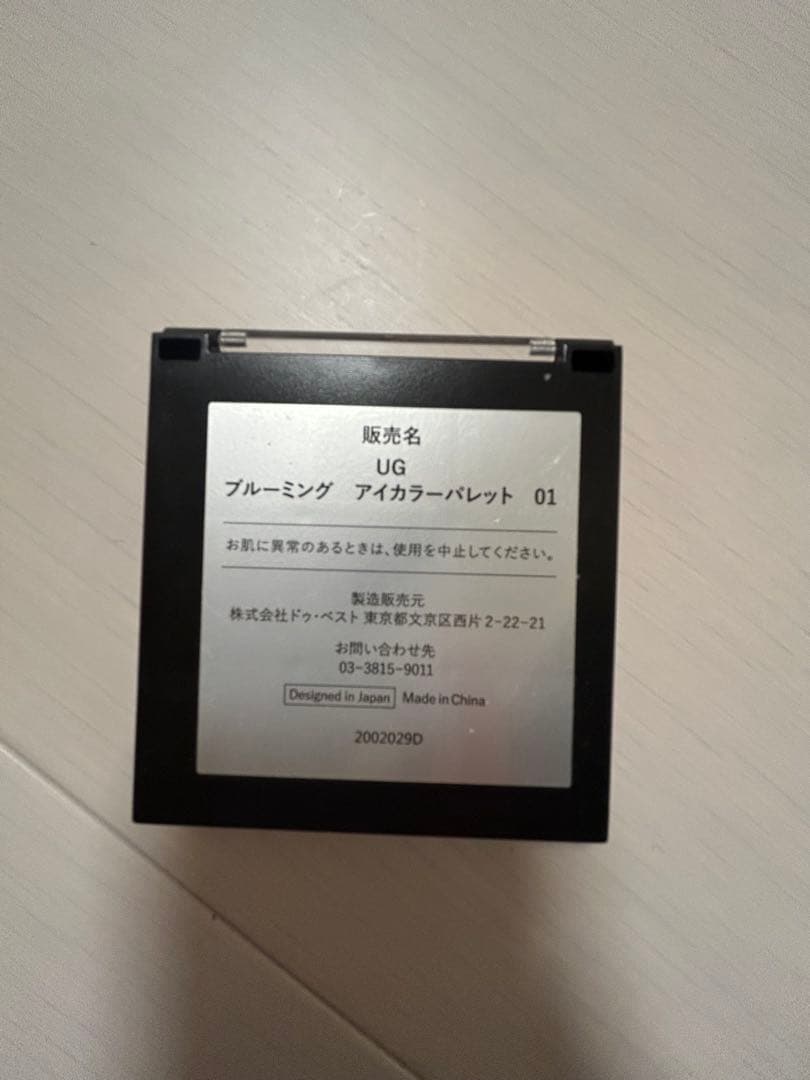 販売名
UG
ブルーミング　アイカラーパレット　01
お肌に異常のあるときは、使用を中止してください。
製造販売元
株式会社ドゥ・ベスト 東京都文京区西片2-22-21
お問い合わせ先
03-3815-9011
Designed in Japan Made in China
2002029D